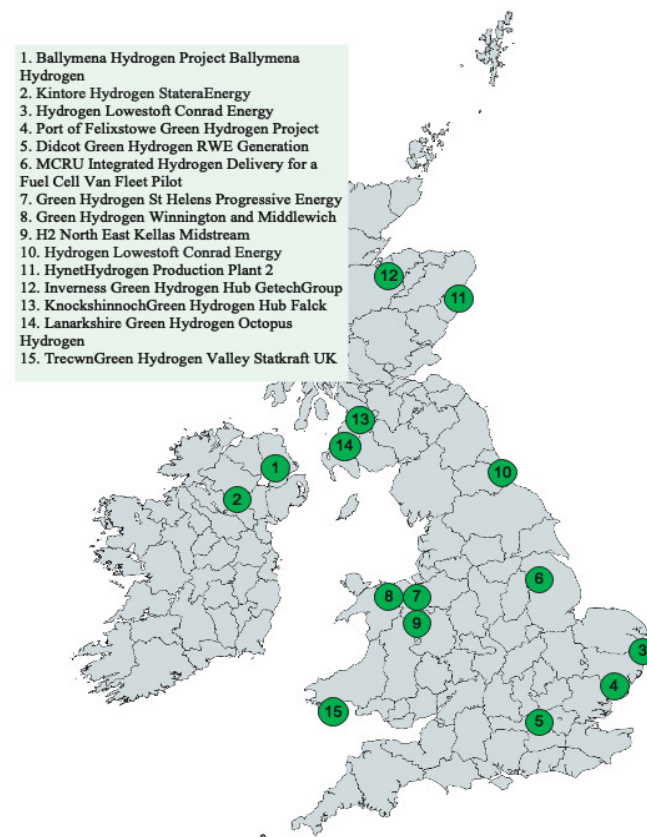 1. Ballymena Hydrogen Project Ballymena
Hydrogen
2. Kintore Hydrogen StateraEnergy
3. Hydrogen Lowestoft Conrad Energy
4. Port of Felixstowe Green Hydrogen Project
5. Didcot Green Hydrogen RWE Generation
6. MCRU Integrated Hydrogen Delivery for a
Fuel Cell Van Fleet Pilot
7. Green Hydrogen St Helens Progressive Energy
8. Green Hydrogen Winnington and Middlewich
9. H2 North East Kellas Midstream
10. Hydrogen Lowestoft Conrad Energy
11. HynetHydrogen Production Plant 2
12. Inverness Green Hydrogen Hub GetechGroup
13. KnockshinnochGreen Hydrogen Hub Falck
14. Lanarkshire Green Hydrogen Octopus
Hydrogen
15. TrecwnGreen Hydrogen Valley Statkraft UK
12
11
13
14
1
10
2
6
8
7
9
3
4
15
5